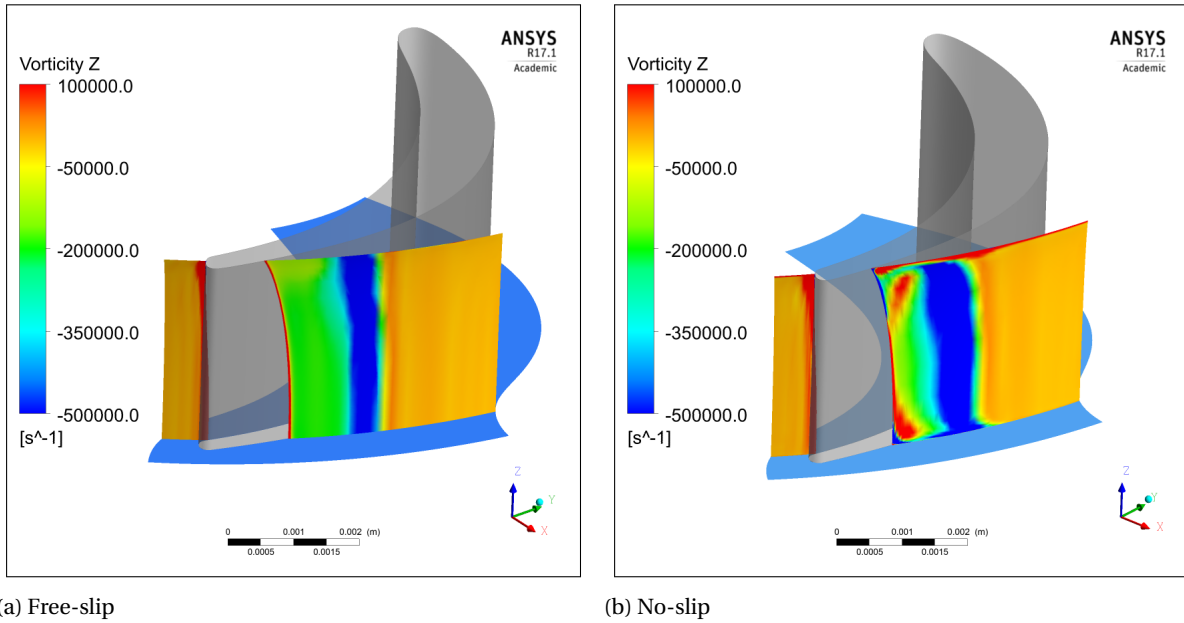 ANSYS
R17.1
Academic
Vorticity Z
100000.0
-50000.0
-200000.0
-350000.0
-500000.0
[s^-1]
Z
Y
X
0 0.001 0.002 (m)
0.0005 0.0015
ANSYS
R17.1
Academic
Vorticity Z
100000.0
-50000.0
-200000.0
-350000.0
-500000.0
[s^-1]
Z
Y
X
0 0.001 0.002 (m)
0.0005 0.0015
(a) Free-slip
(b) No-slip